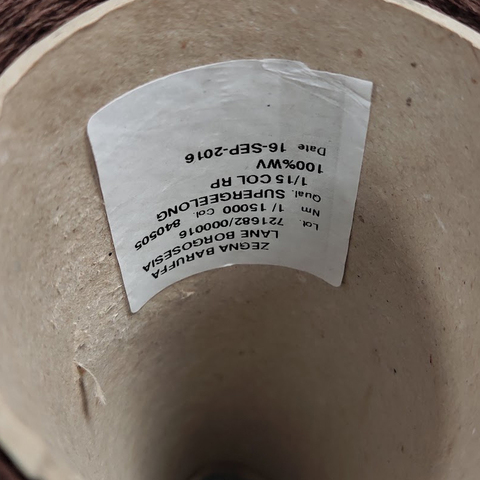 ZEGNA BARUFFA
LANE BORGOSESIA
Lot. 721682/000016 840505
Nm 1/ 15000 Col.
Qual. SUPERGEELONG
1/15 COL RP
100%WV
Date 16-SEP-2016